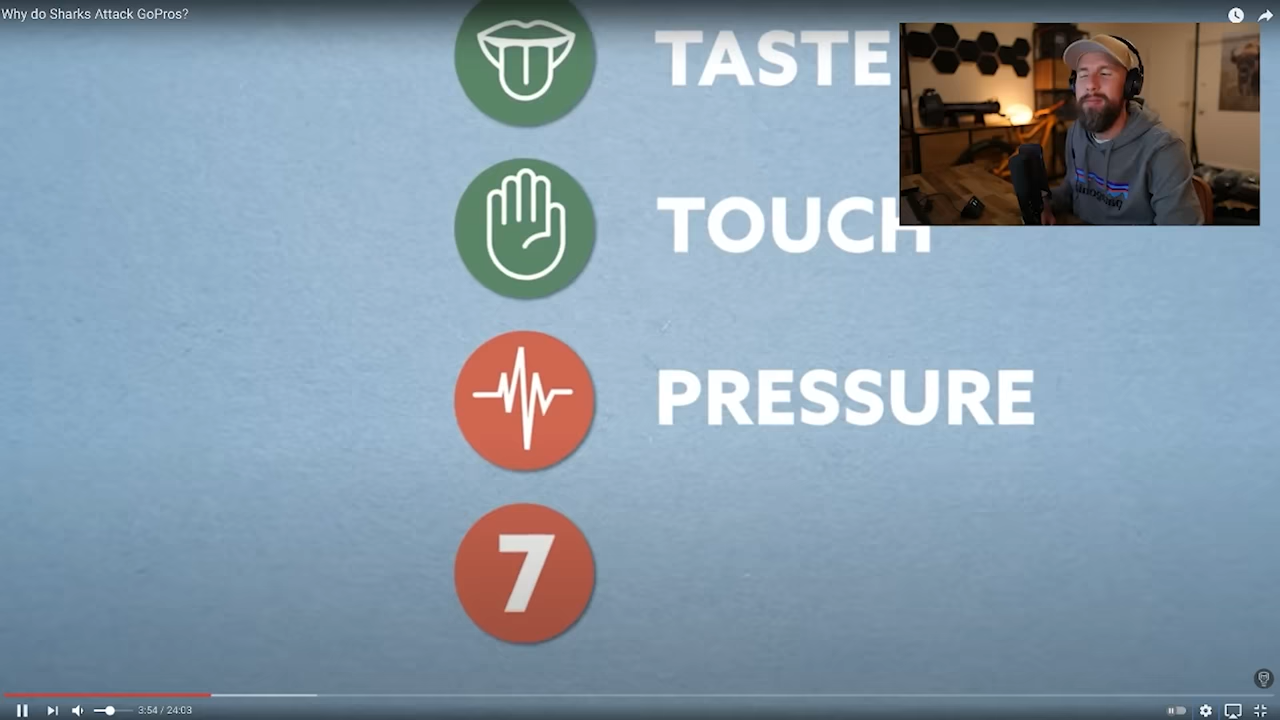 Why do Sharks Attack GoPros?
TASTE
TOUCH
PRESSURE
7
3:54 / 24:03